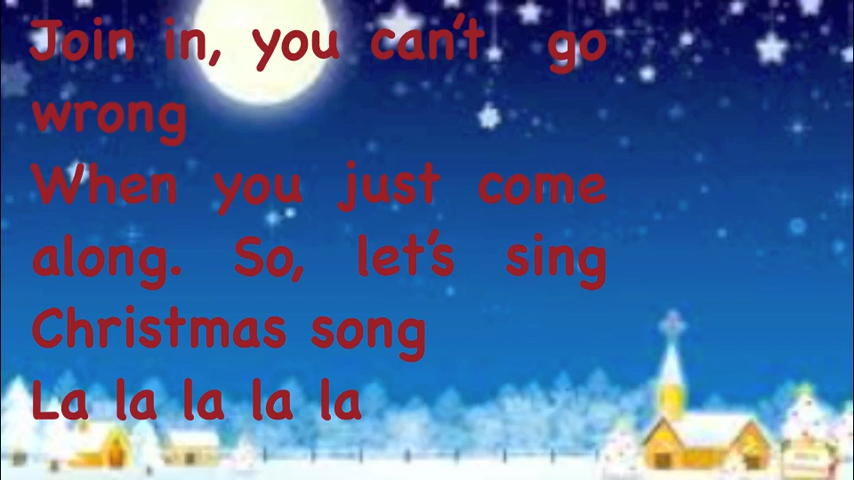 Join in, you can't go
wrong
When you just come
along. So, let's sing
Christmas song
La la la la la